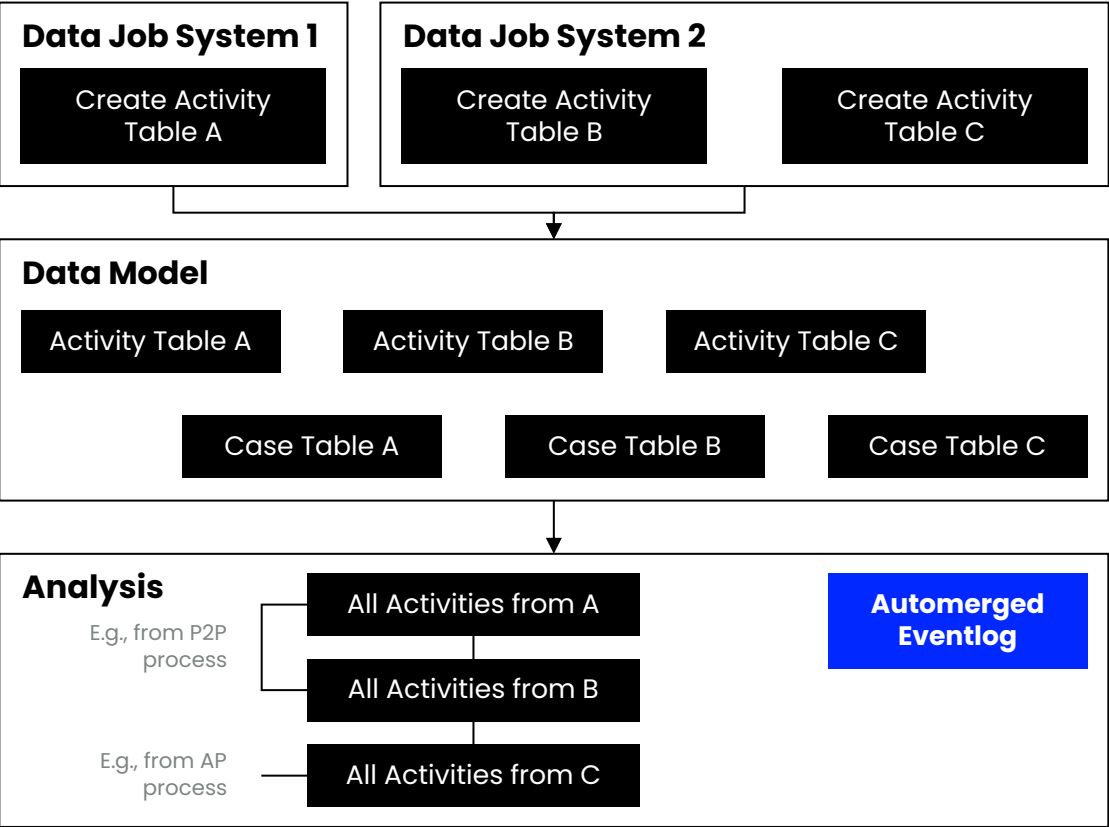 Data Job System 1
Create Activity
Table A
Data Job System 2
Create Activity
Table B
Create Activity
Table C
Data Model
Activity Table A
Activity Table B
Activity Table C
Case Table A
Case Table B
Case Table C
Analysis
E.g., from P2P
process
All Activities from A
All Activities from B
E.g., from AP
process
All Activities from C
Automerged
Eventlog